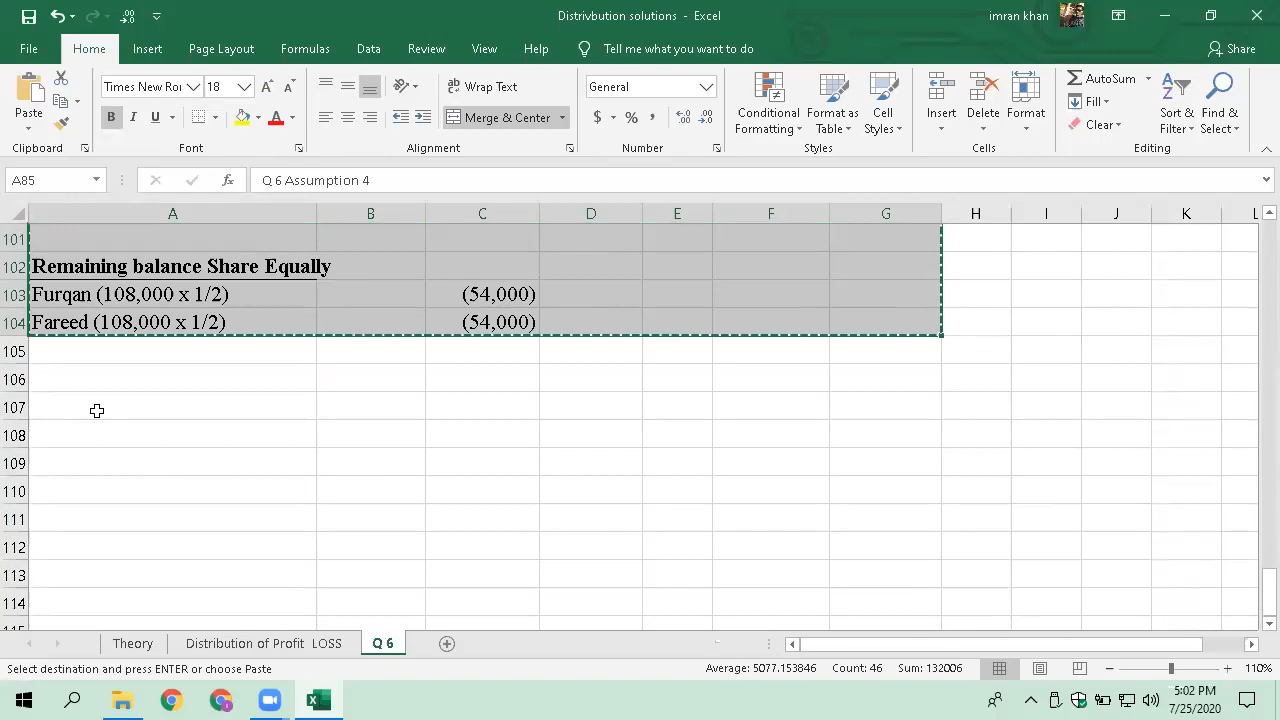 Distrivbution solutions - Excel
imran khan
File Home Insert Page Layout Formulas Data Review View Help Tell me what you want to do Share
Times New Roi 18
Wrap Text
General
Paste
B I U
Merge & Center
$ % ,
Conditional Formatting
Format as Table
Cell Styles
Insert Delete Format
AutoSum
Fill
Clear
Sort & Filter
Find & Select
Clipboard Font Alignment Number Styles Cells Editing
A85 fx Q 6 Assumption 4
A B C D E F G H I J K L
101
102 Remaining balance Share Equally
103 Furqan (108,000 x 1/2) (54,000)
104 Fareed (108,000 x 1/2) (54,000)
105
106
107
108
109
110
111
112
113
114
115
Theory Distribution of Profit LOSS Q 6
Select destination and press ENTER or choose Paste Average: 5077.153846 Count: 46 Sum: 132006 110%
5:02 PM
7/25/2020